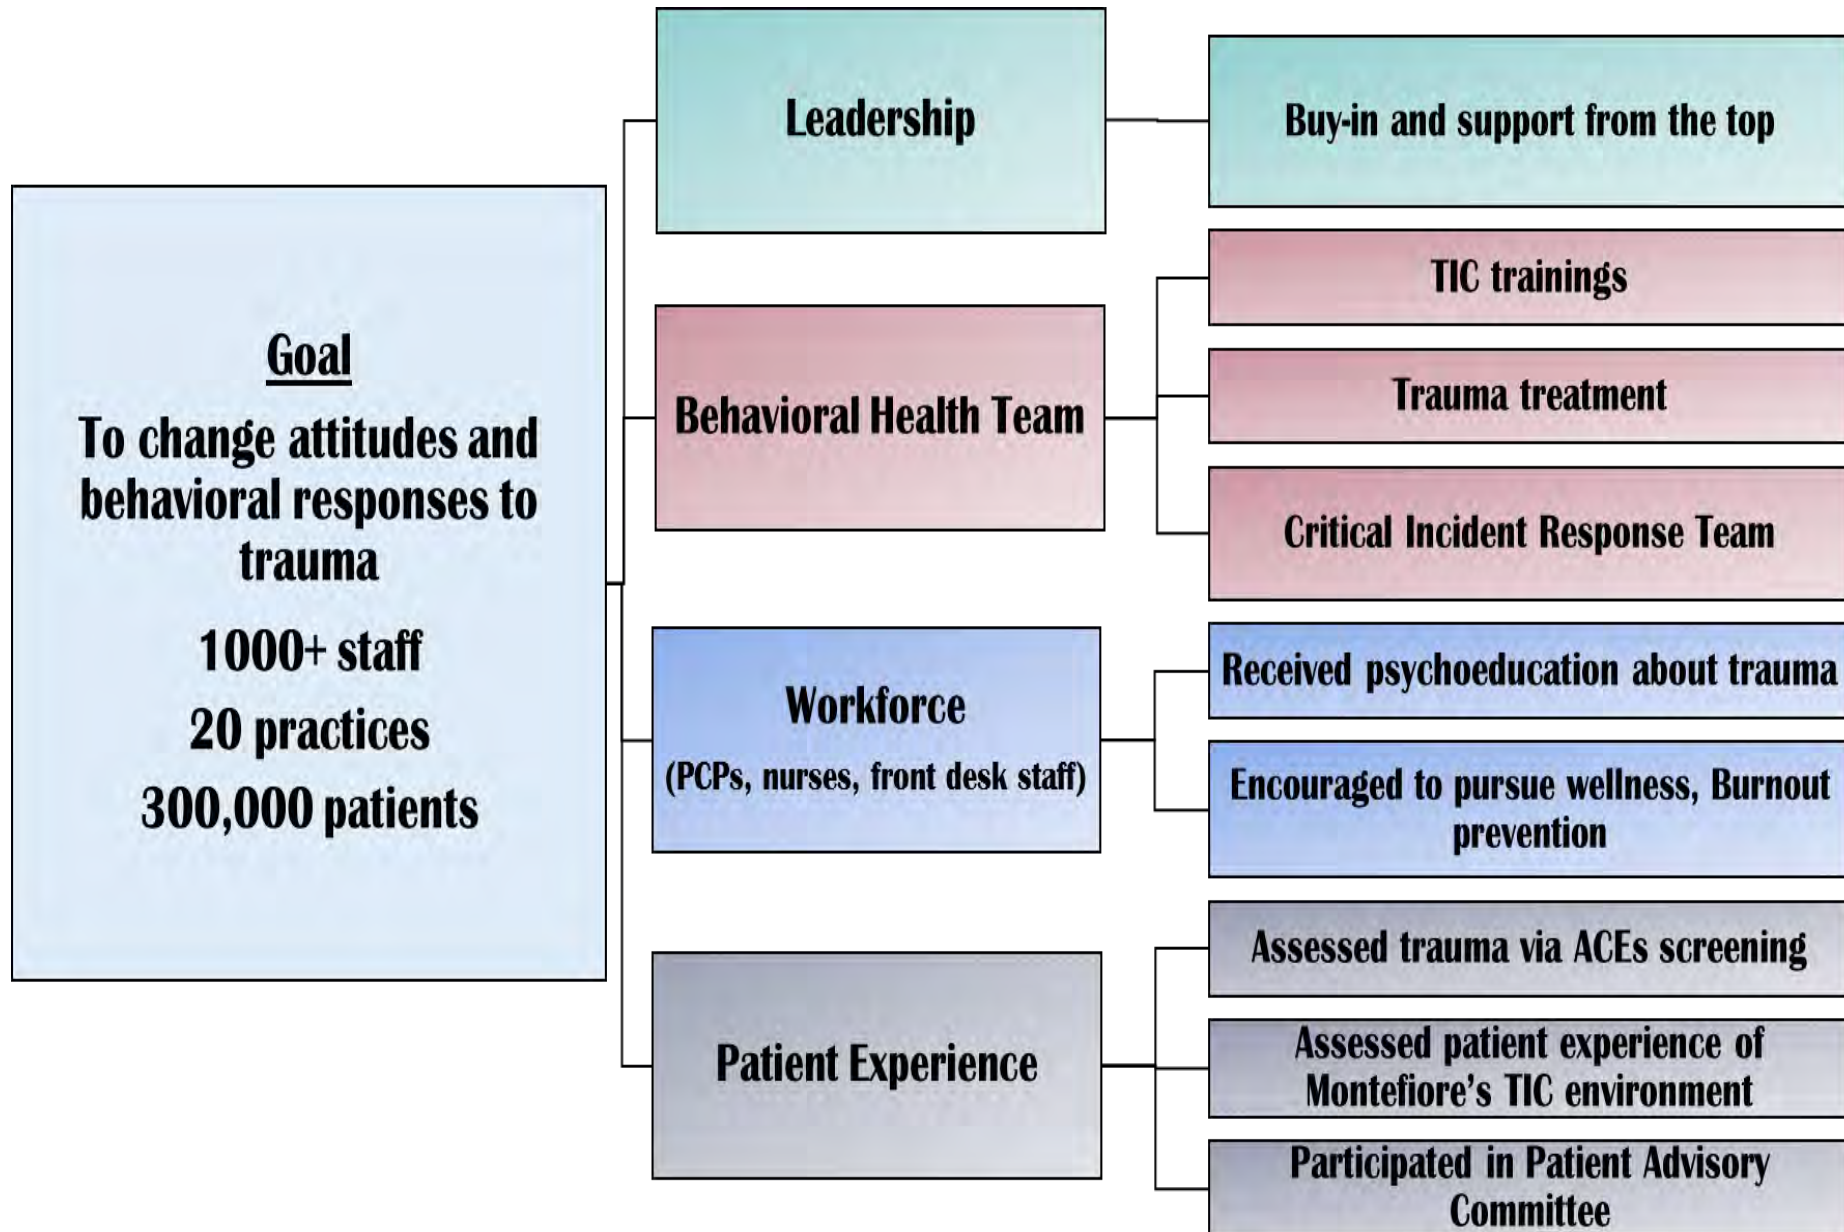 Goal
To change attitudes and
behavioral responses to
trauma
1000+ staff
20 practices
300,000 patients
Leadership
Buy-in and support from the top
Behavioral Health Team
TIC trainings
Trauma treatment
Critical Incident Response Team
Workforce
(PCPs, nurses, front desk staff)
Received psychoeducation about trauma
Encouraged to pursue wellness, Burnout
prevention
Patient Experience
Assessed trauma via ACEs screening
Assessed patient experience of
Montefiore's TIC environment
Participated in Patient Advisory
Committee